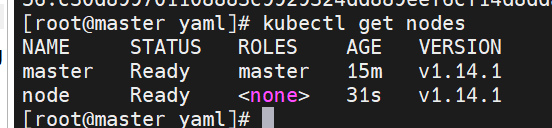 [root@master yaml]# kubectl get nodes
NAME STATUS ROLES AGE VERSION
master Ready master 15m v1.14.1
node Ready <none> 31s v1.14.1
[root@master yaml]#